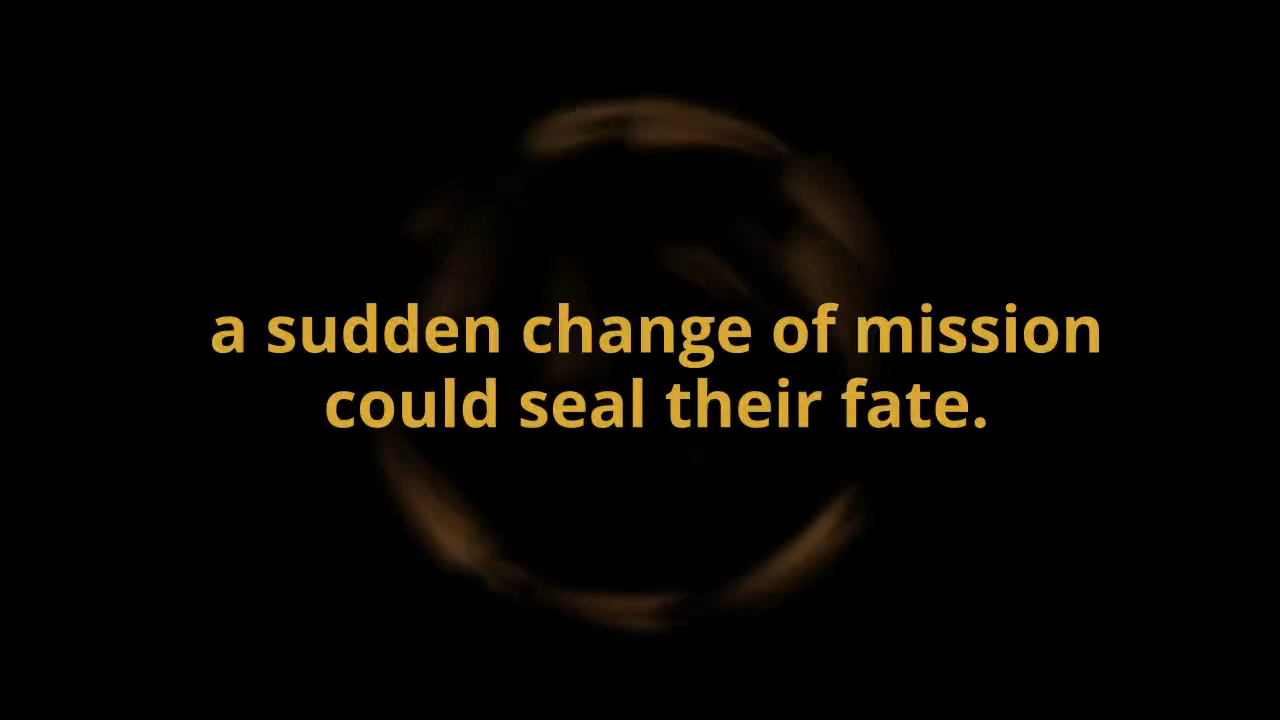 a sudden change of mission
could seal their fate.